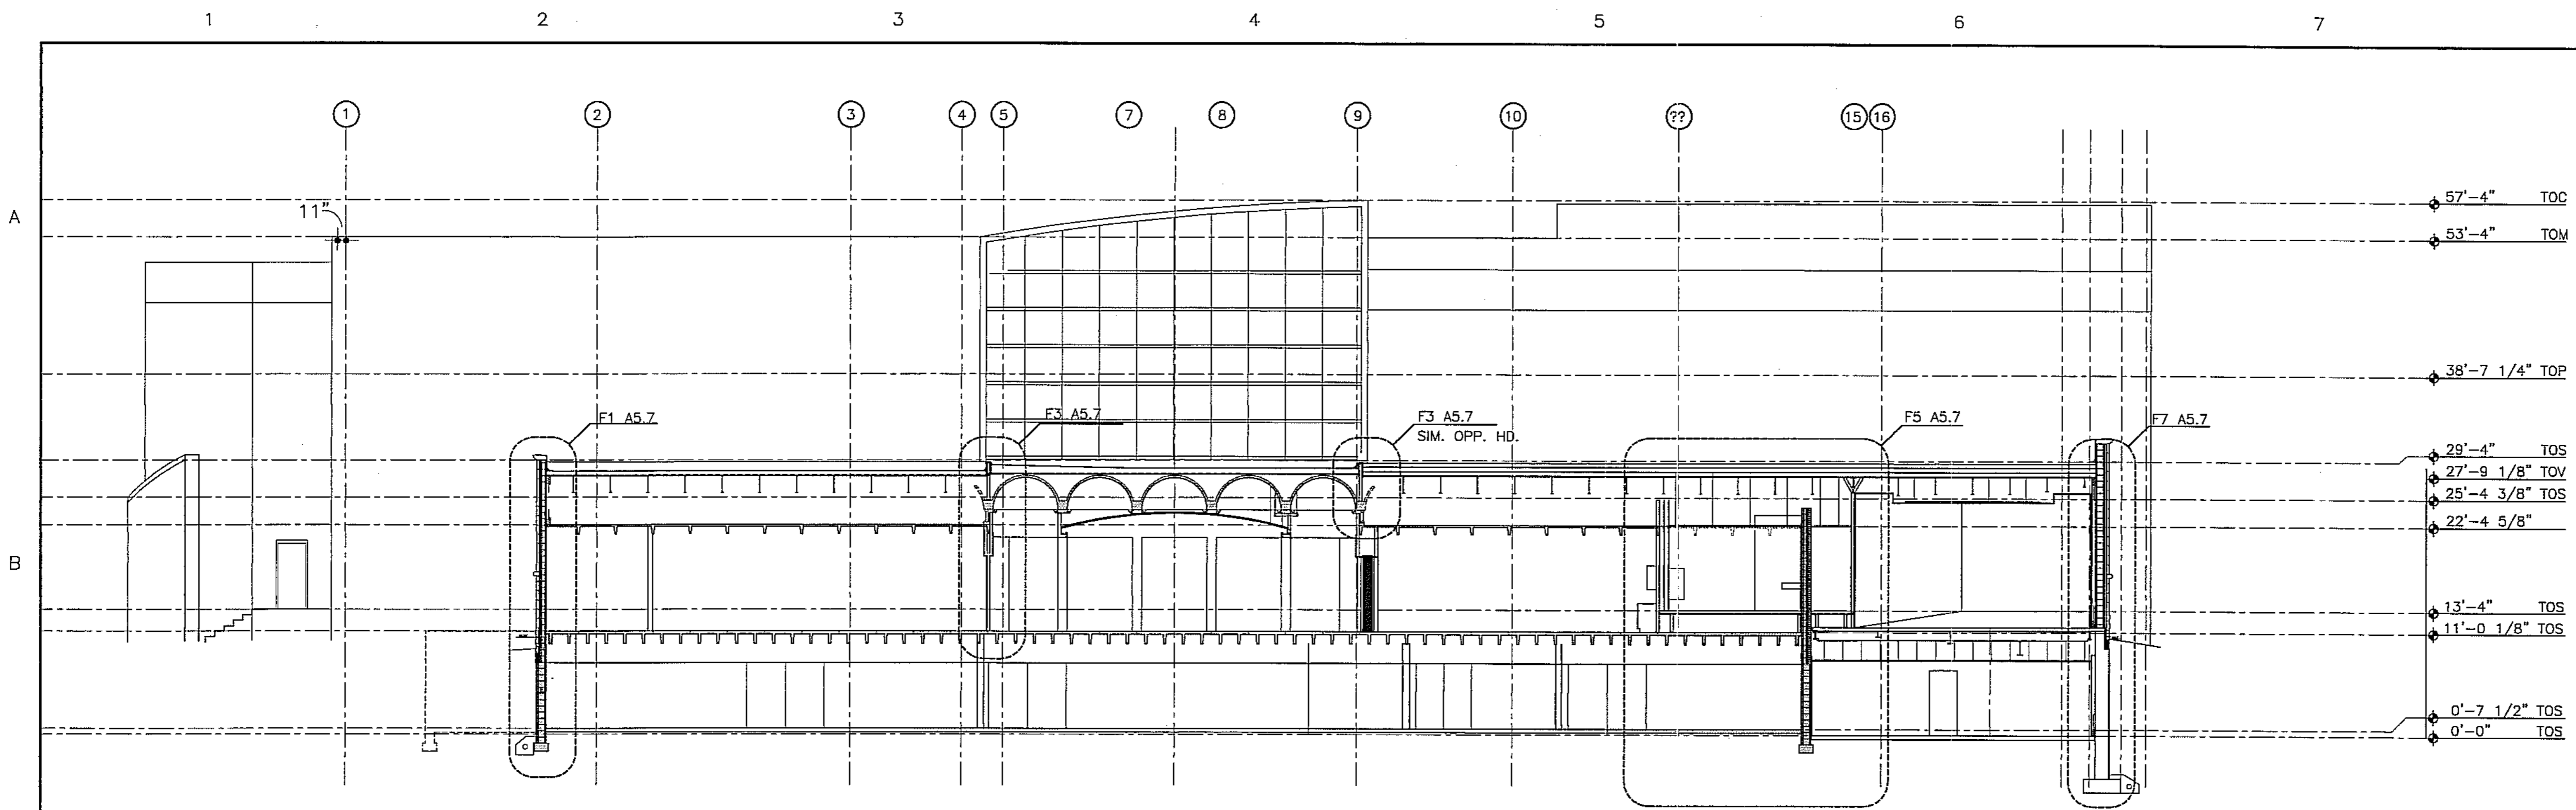 1 2 3 4 5 6 7
1 2 3 4 5 7 8 9 10 ?? 15 16
A
11"
57'-4" TOC
53'-4" TOM
38'-7 1/4" TOP
F1 A5.7
F3 A5.7
F3 A5.7
SIM. OPP. HD.
F5 A5.7
F7 A5.7
29'-4" TOS
27'-9 1/8" TOV
25'-4 3/8" TOS
22'-4 5/8"
B
13'-4" TOS
11'-0 1/8" TOS
0'-7 1/2" TOS
0'-0" TOS